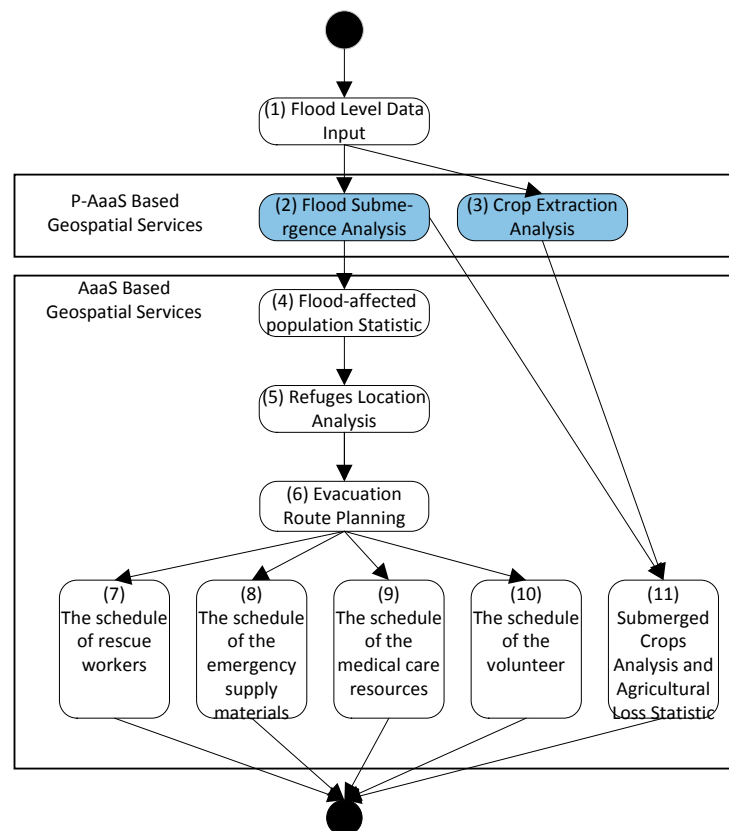 (1) Flood Level Data
Input
P-AaaS Based
Geospatial Services
(2) Flood Subme-
rgence Analysis
(3) Crop Extraction
Analysis
AaaS Based
Geospatial Services
(4) Flood-affected
population Statistic
(5) Refuges Location
Analysis
(6) Evacuation
Route Planning
(7)
The schedule
of rescue
workers
(8)
The schedule
of the
emergency
supply
materials
(9)
The schedule
of the
medical care
resources
(10)
The schedule
of the
volunteer
(11)
Submerged
Crops
Analysis and
Agricultural
Loss Statistic